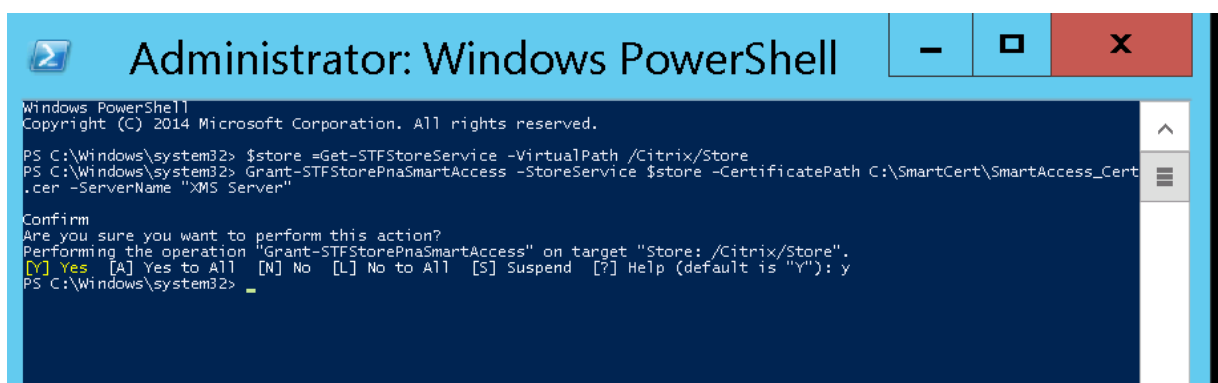 Administrator: Windows PowerShell
Windows PowerShell
Copyright (C) 2014 Microsoft Corporation. All rights reserved.
PS C:\Windows\system32> $store =Get-STFStoreService -VirtualPath /Citrix/Store
PS C:\Windows\system32> Grant-STFStorePnaSmartAccess -StoreService $store -CertificatePath C:\SmartCert\SmartAccess_Cert
.cer -ServerName "XMS Server"
Confirm
Are you sure you want to perform this action?
Performing the operation "Grant-STFStorePnaSmartAccess" on target "Store: /Citrix/Store".
[Y] Yes  [A] Yes to All  [N] No  [L] No to All  [S] Suspend  [?] Help (default is "Y"): y
PS C:\Windows\system32>